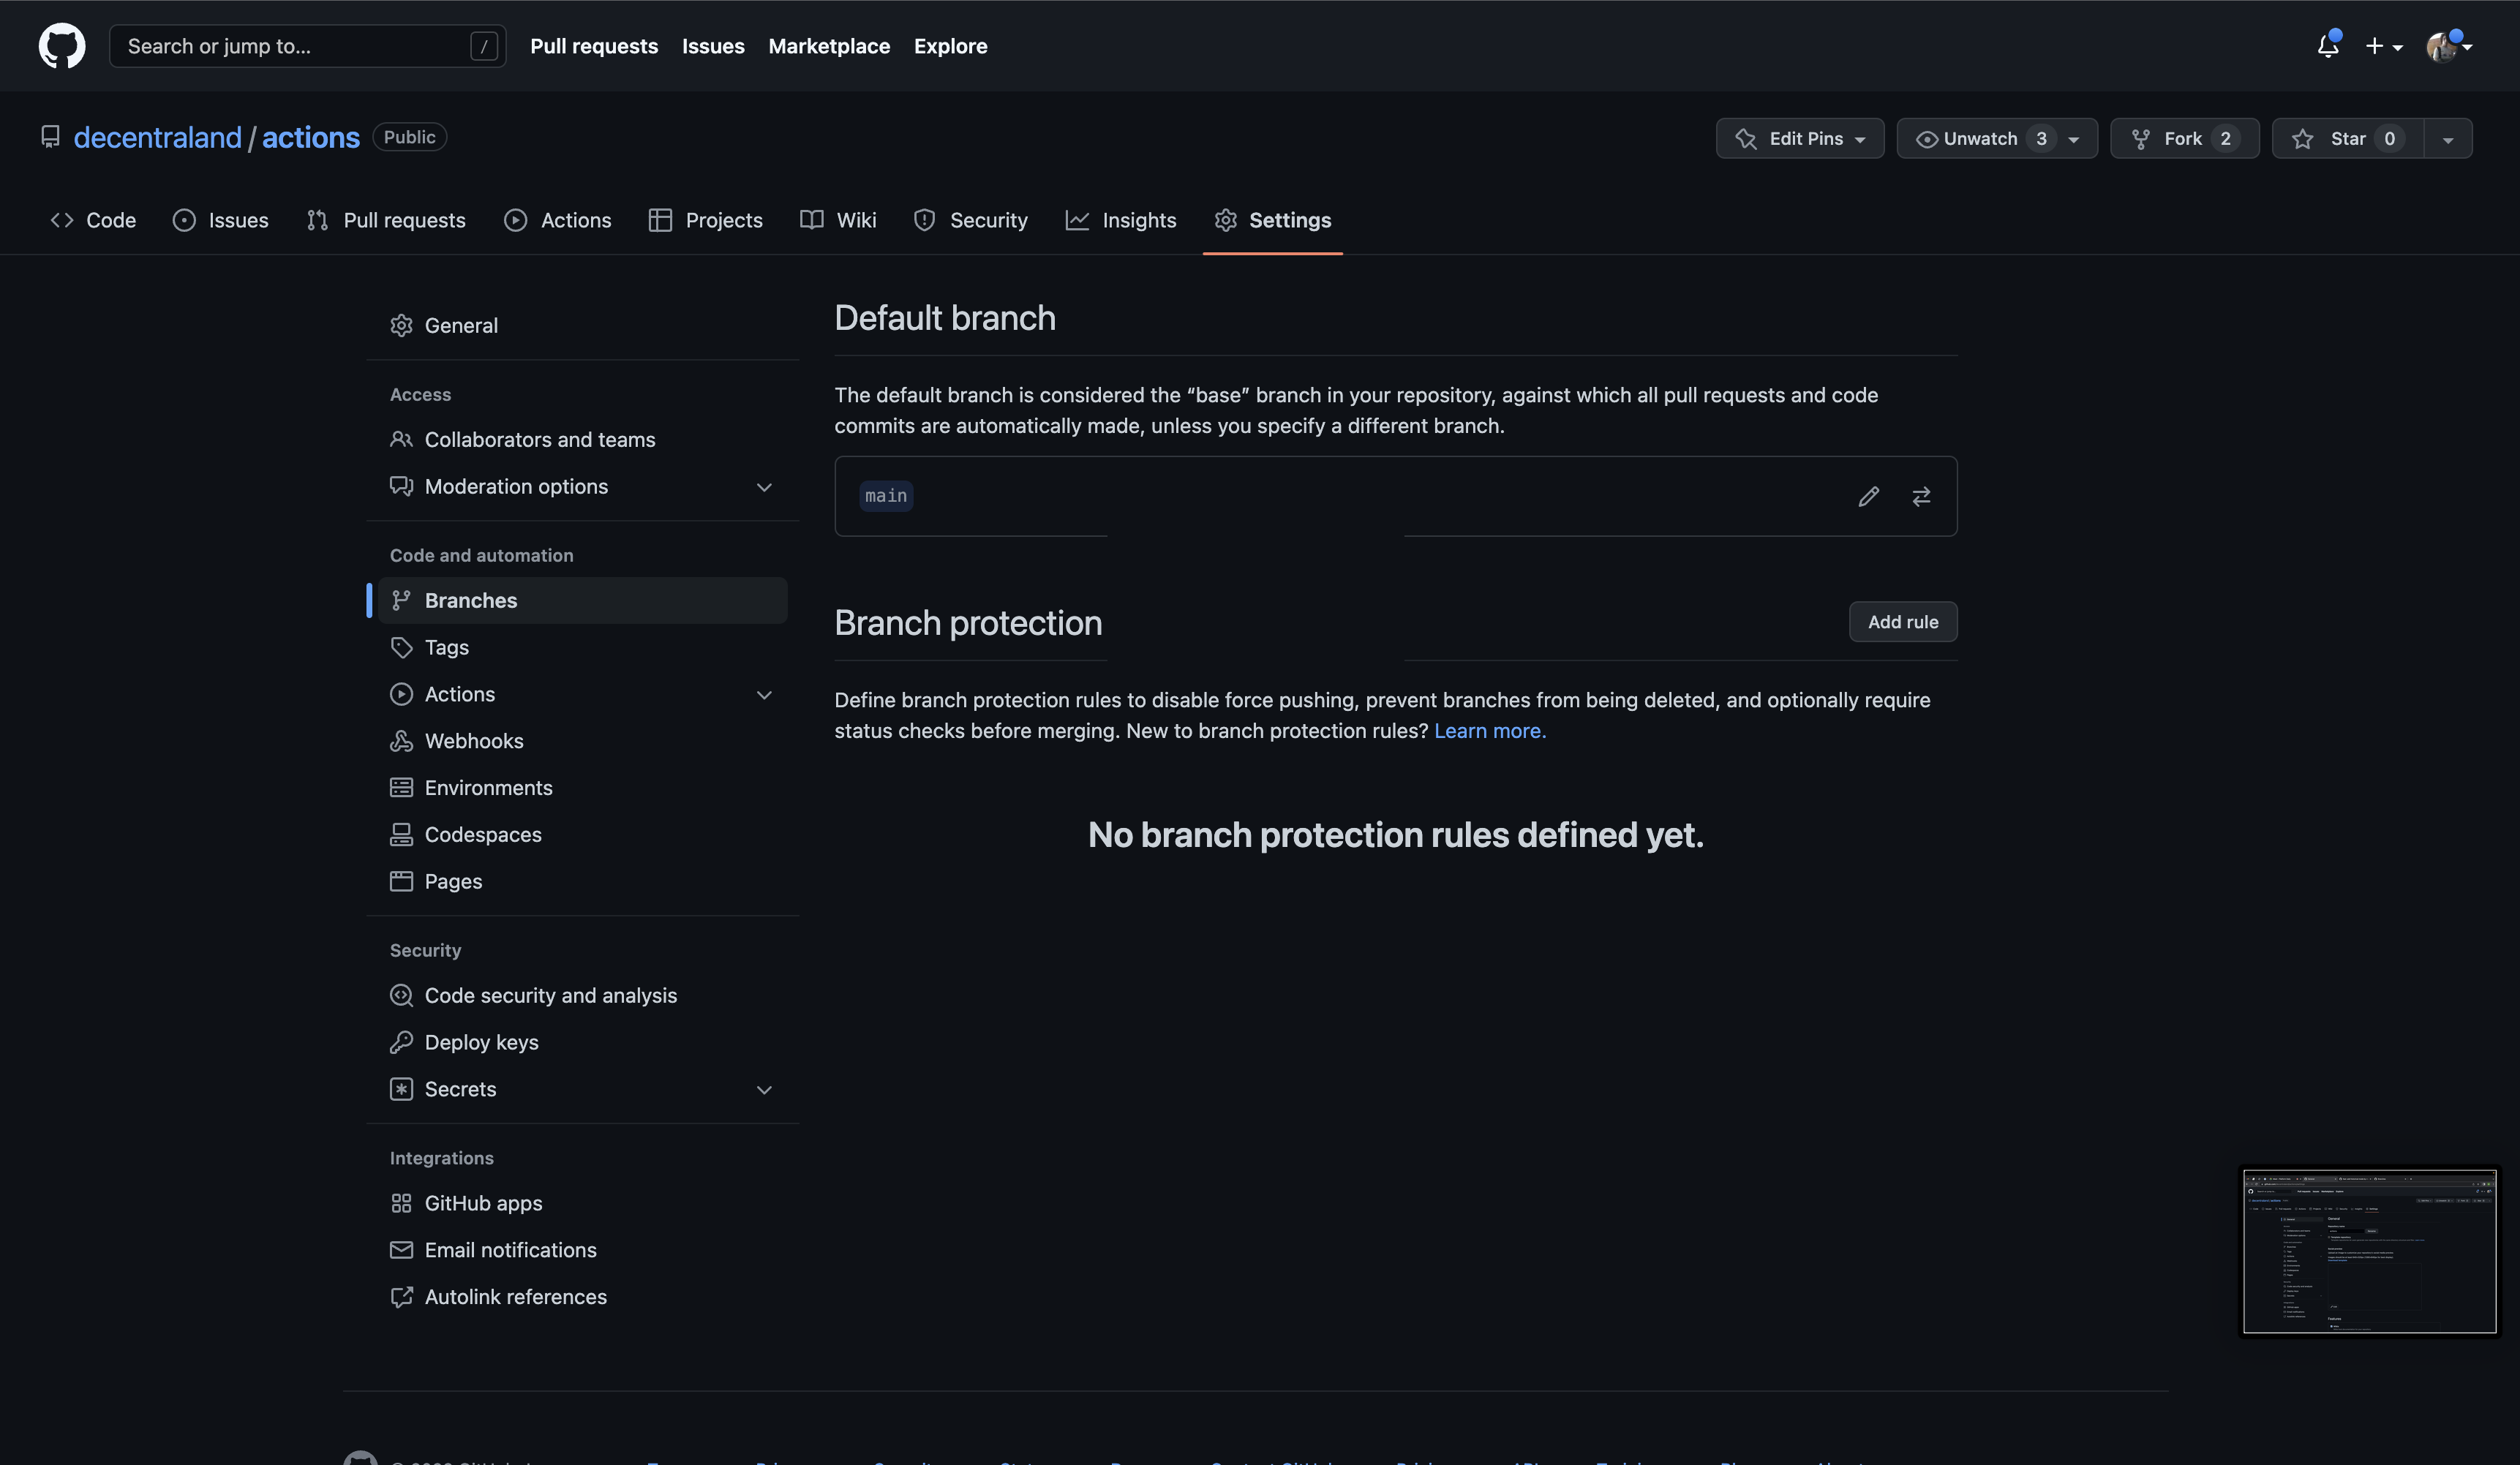 Search or jump to... /
Pull requests Issues Marketplace Explore
decentraland / actions Public
Edit Pins Unwatch 3 Fork 2 Star 0
Code Issues Pull requests Actions Projects Wiki Security Insights Settings
General
Access
Collaborators and teams
Moderation options
Code and automation
Branches
Tags
Actions
Webhooks
Environments
Codespaces
Pages
Security
Code security and analysis
Deploy keys
Secrets
Integrations
GitHub apps
Email notifications
Autolink references
Default branch
The default branch is considered the “base” branch in your repository, against which all pull requests and code
commits are automatically made, unless you specify a different branch.
main
Branch protection
Add rule
Define branch protection rules to disable force pushing, prevent branches from being deleted, and optionally require
status checks before merging. New to branch protection rules? Learn more.
No branch protection rules defined yet.